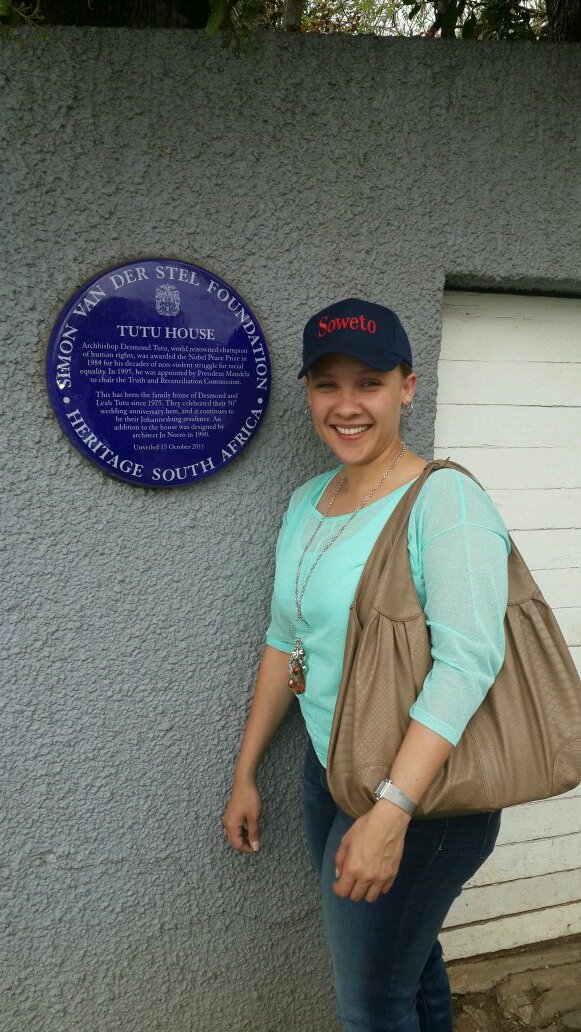 SIMON VAN DER STEL FOUNDATION
TUTU HOUSE
Archbishop Desmond Tutu, world renowned champion
of human rights, was awarded the Nobel Peace Prize in
1984 for his decades of non-violent struggle for racial
equality. In 1995, he was appointed by President Mandela
to chair the Truth and Reconciliation Commission.
This has been the family home of Desmond and
Leah Tutu since 1975. They celebrated their 50th
wedding anniversary here, and it continues to
be their Johannesburg residence. An
addition to the house was designed by
architect Jo Noero in 1990.
Unveiled 15 October 2011
• HERITAGE SOUTH AFRICA •
Soweto